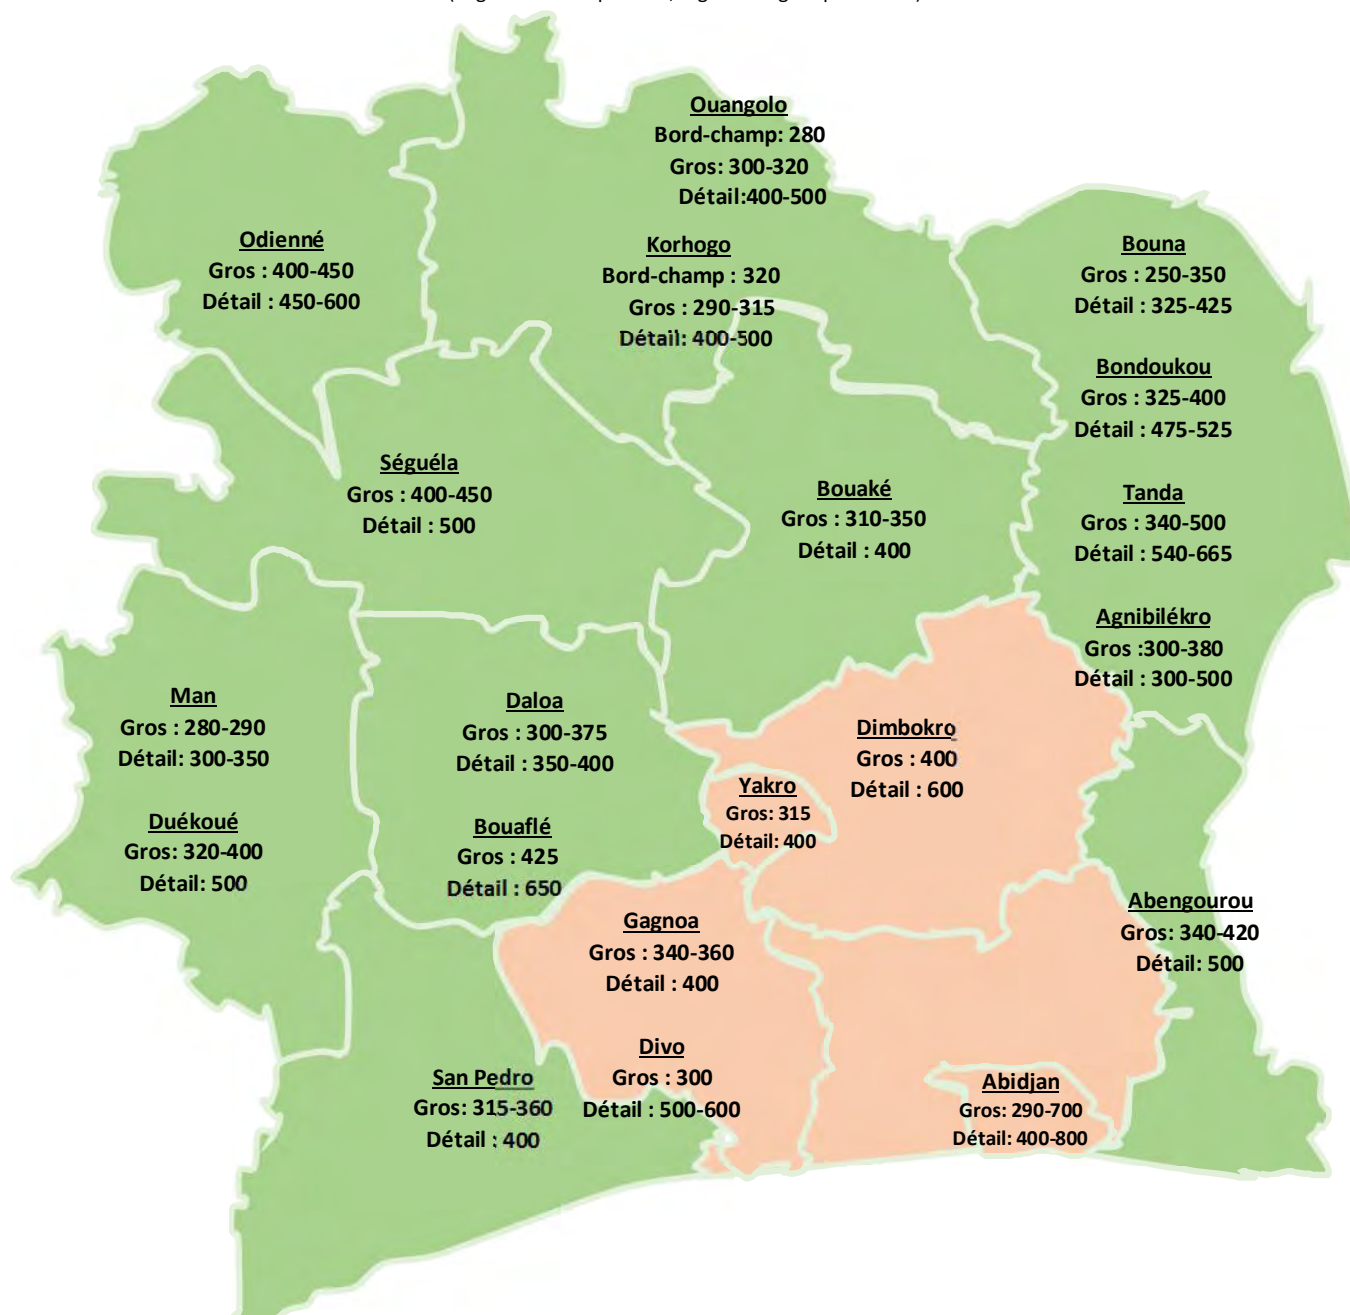 Ouangolo
Bord-champ: 280
Gros: 300-320
Détail:400-500
Odienné
Gros : 400-450
Détail : 450-600
Korhogo
Bord-champ : 320
Gros : 290-315
Détail: 400-500
Bouna
Gros : 250-350
Détail : 325-425
Bondoukou
Gros : 325-400
Détail : 475-525
Séguéla
Gros : 400-450
Détail : 500
Bouaké
Gros : 310-350
Détail : 400
Tanda
Gros : 340-500
Détail : 540-665
Agnibilékro
Gros :300-380
Détail : 300-500
Man
Gros : 280-290
Détail: 300-350
Daloa
Gros : 300-375
Détail : 350-400
Dimbokro
Gros : 400
Détail : 600
Yakro
Gros: 315
Détail: 400
Duékoué
Gros: 320-400
Détail: 500
Bouaflé
Gros : 425
Détail : 650
Gagnoa
Gros : 340-360
Détail : 400
Abengourou
Gros: 340-420
Détail: 500
Divo
Gros : 300
Détail : 500-600
San Pedro
Gros: 315-360
Détail : 400
Abidjan
Gros: 290-700
Détail: 400-800